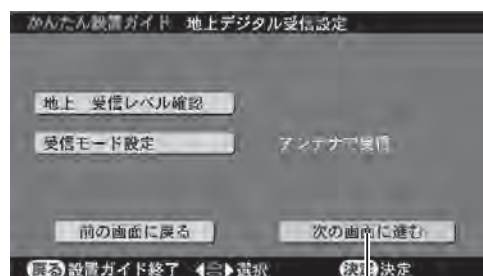 かんたん設置ガイド 地上デジタル受信設定
地上 受信レベル確認
受信モード設定 アンテナで受信
前の画面に戻る 次の画面に進む
戻る 設置ガイド終了 選択 決定 決定